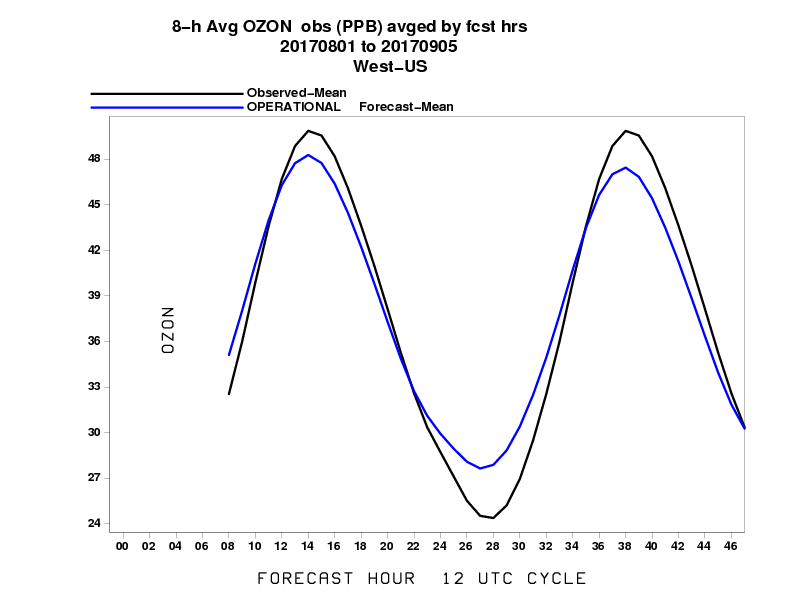 8-h Avg OZON obs (PPB) avged by fcst hrs
20170801 to 20170905
West-US
Observed-Mean
OPERATIONAL Forecast-Mean
48
45
42
39
36
33
30
27
24
OZON
00 02 04 06 08 10 12 14 16 18 20 22 24 26 28 30 32 34 36 38 40 42 44 46
FORECAST HOUR 12 UTC CYCLE